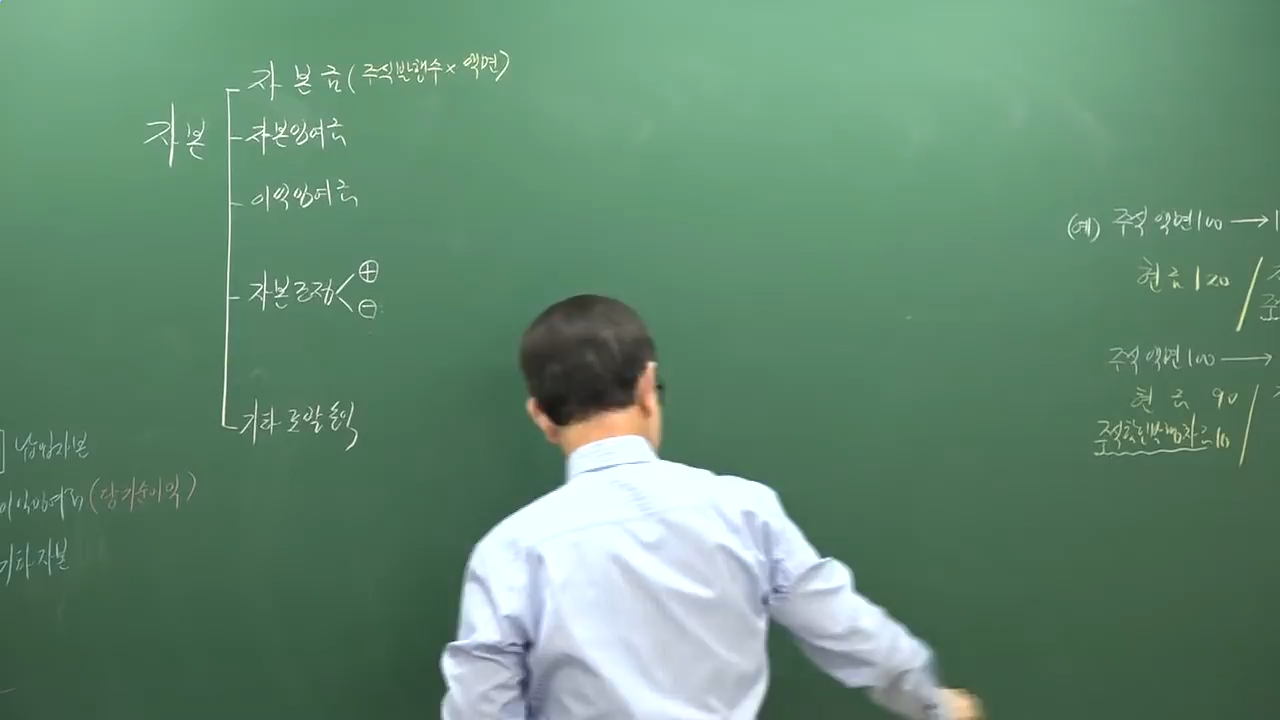 자본
자본금(주식발행수× 액면)
자본잉여금
이익잉여금
자본조정 ⊕
⊖
기타포괄손익
납입자본
이익잉여금(당기순이익)
기타자본
(예) 주식 액면 100 →
현금 120 /
주식 액면 100 →
현금 90 /
주식할인발행차금 10